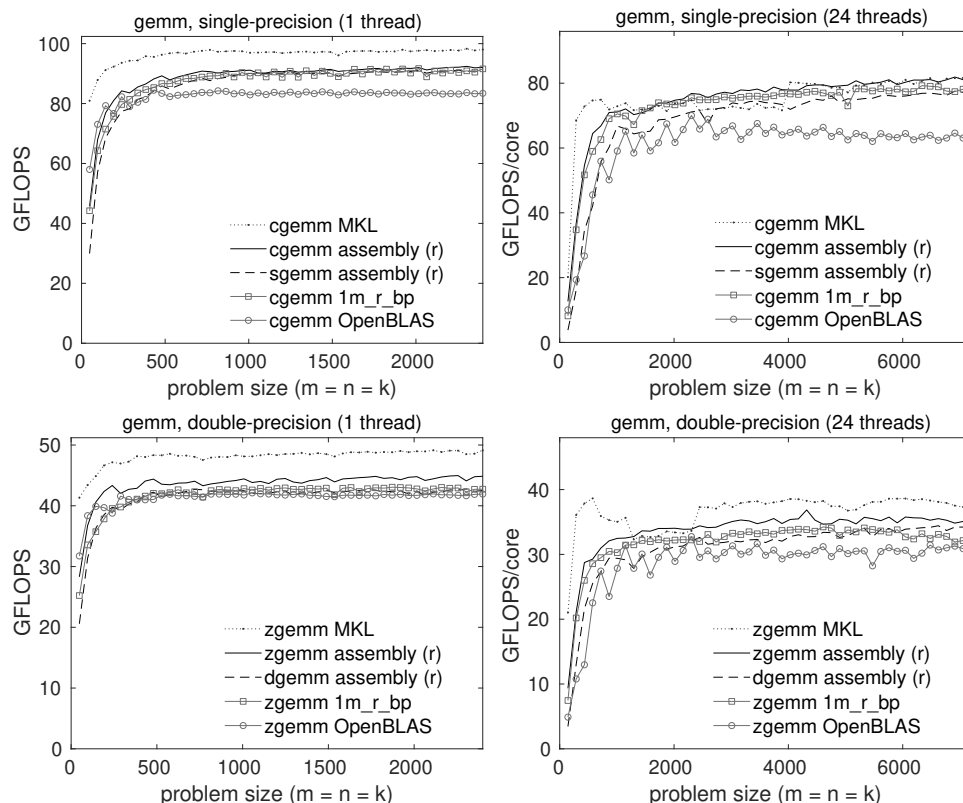 gemm, single-precision (1 thread)
100
80
60
40
20
0
GFLOPS
cgemm MKL
cgemm assembly (r)
sgemm assembly (r)
cgemm 1m_r_bp
cgemm OpenBLAS
0 500 1000 1500 2000
problem size (m = n = k)
gemm, single-precision (24 threads)
80
60
40
20
0
GFLOPS/core
cgemm MKL
cgemm assembly (r)
sgemm assembly (r)
cgemm 1m_r_bp
cgemm OpenBLAS
0 2000 4000 6000
problem size (m = n = k)
gemm, double-precision (1 thread)
50
40
30
20
10
0
GFLOPS
zgemm MKL
zgemm assembly (r)
dgemm assembly (r)
zgemm 1m_r_bp
zgemm OpenBLAS
0 500 1000 1500 2000
problem size (m = n = k)
gemm, double-precision (24 threads)
40
30
20
10
0
GFLOPS/core
zgemm MKL
zgemm assembly (r)
dgemm assembly (r)
zgemm 1m_r_bp
zgemm OpenBLAS
0 2000 4000 6000
problem size (m = n = k)